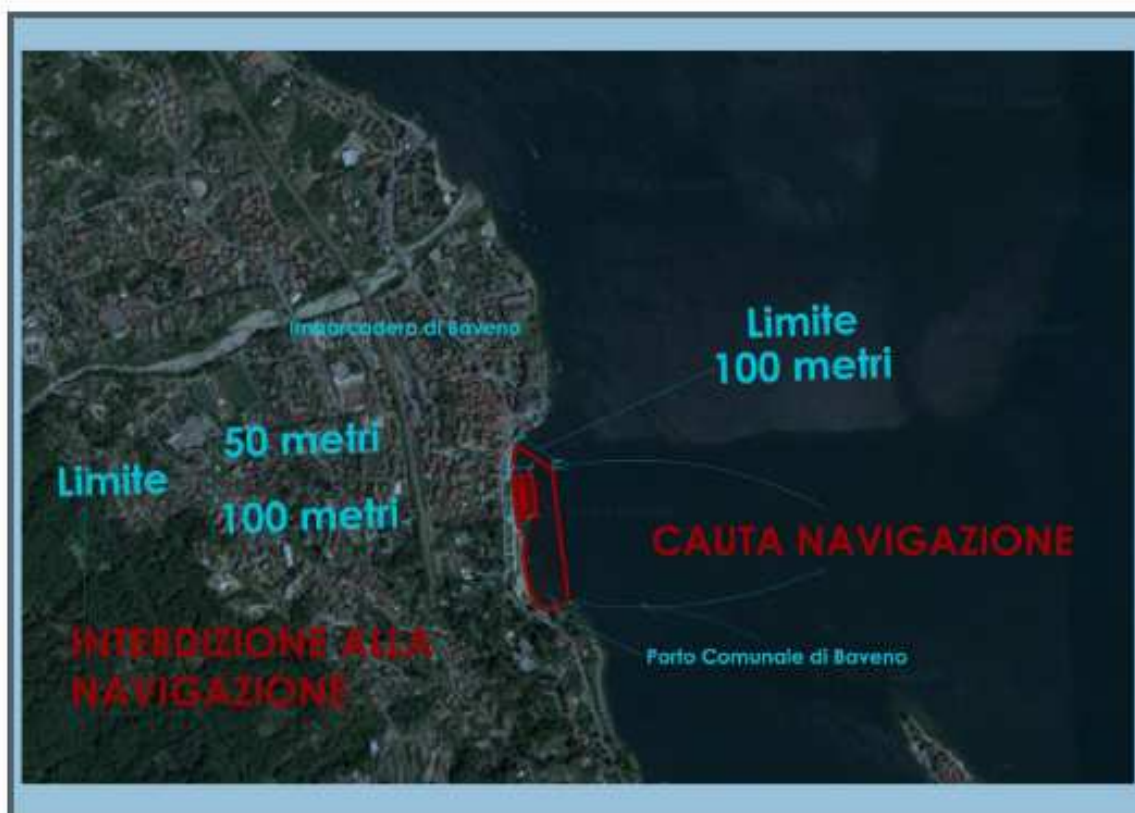 Imbarcadero di Baveno
Limite
100 metri
50 metri
Limite
100 metri
CAUTA NAVIGAZIONE
INTERDIZIONE ALLA
NAVIGAZIONE
Porto Comunale di Baveno